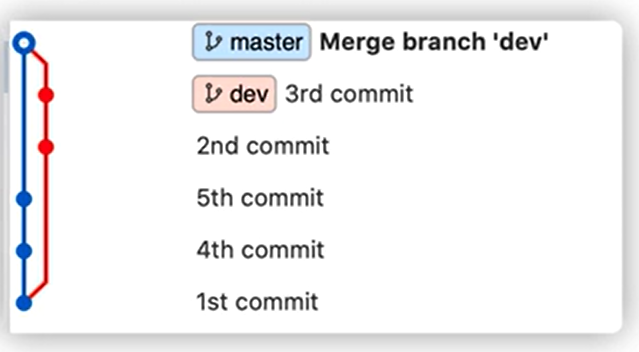 master Merge branch 'dev'
dev 3rd commit
2nd commit
5th commit
4th commit
1st commit